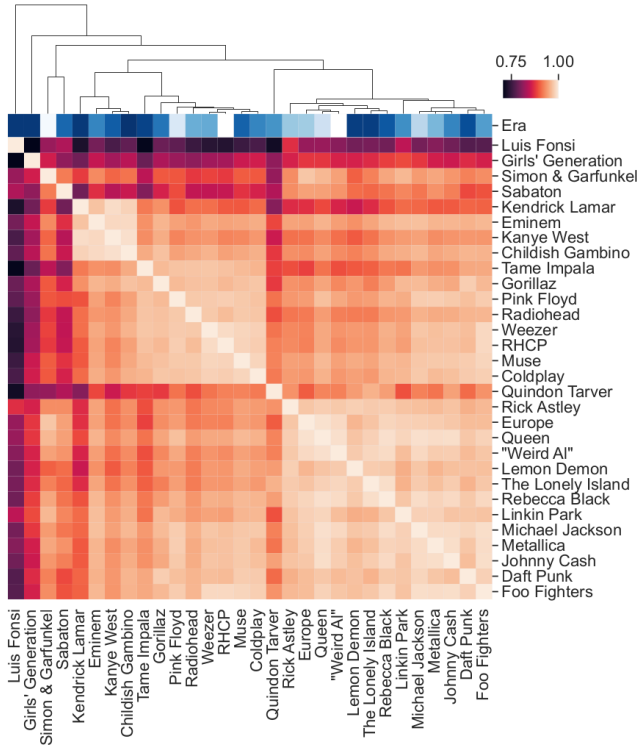 0.75 1.00
Era
Luis Fonsi
Girls' Generation
Simon & Garfunkel
Sabaton
Kendrick Lamar
Eminem
Kanye West
Childish Gambino
Tame Impala
Gorillaz
Pink Floyd
Radiohead
Weezer
RHCP
Muse
Coldplay
Quindon Tarver
Rick Astley
Europe
Queen
"Weird Al"
Lemon Demon
The Lonely Island
Rebecca Black
Linkin Park
Michael Jackson
Metallica
Johnny Cash
Daft Punk
Foo Fighters
Luis Fonsi
Girls' Generation
Simon & Garfunkel
Sabaton
Kendrick Lamar
Eminem
Kanye West
Childish Gambino
Tame Impala
Gorillaz
Pink Floyd
Radiohead
Weezer
RHCP
Muse
Coldplay
Quindon Tarver
Rick Astley
Europe
Queen
"Weird Al"
Lemon Demon
The Lonely Island
Rebecca Black
Linkin Park
Michael Jackson
Metallica
Johnny Cash
Daft Punk
Foo Fighters